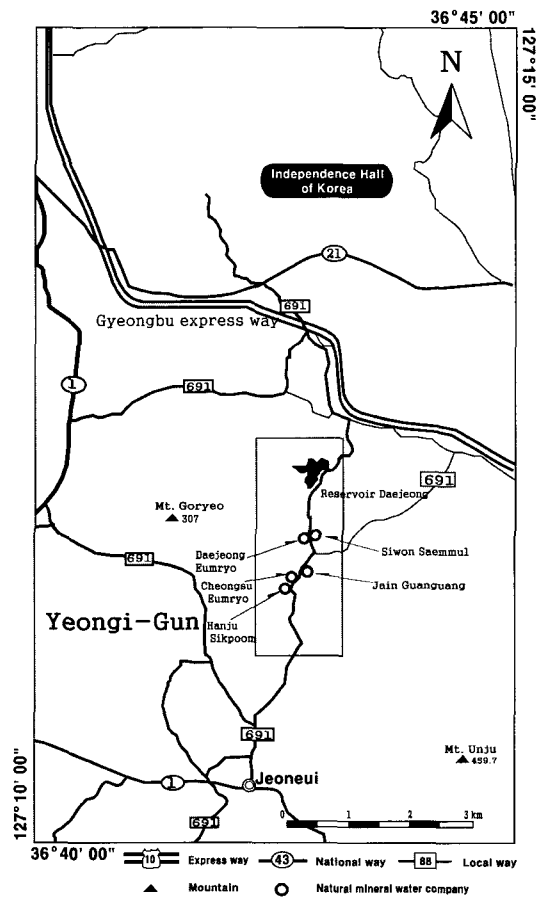 36°45' 00"
127°15' 00"
N
Independence Hall
of Korea
21
691
Gyeongbu express way
1
691
691
Reservoir Daejeong
Mt. Goryeo
307
Siwon Saemmul
Daejeong
Eumryo
691
Cheongsu
Eumryo
Jain Guanguang
Yeongi-Gun
Hanju
Sikpoom
691
Mt. Unju
459.7
1
Jeoneui
691
0 1 2 3 km
127°10' 00"
36°40' 00"
10 Express way 43 National way 88 Local way
Mountain Natural mineral water company